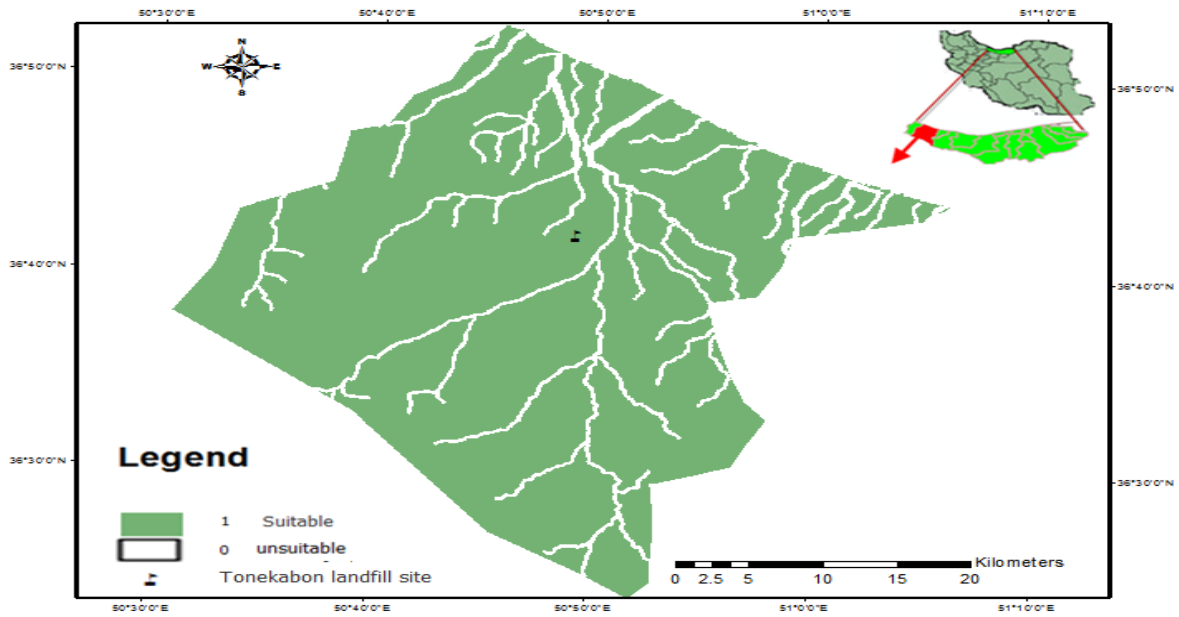 50°30'0"E 50°40'0"E 50°50'0"E 51°0'0"E 51°10'0"E
N
W E
S
36°50'0"N 36°50'0"N
36°40'0"N 36°40'0"N
36°30'0"N 36°30'0"N
Legend
1 Suitable
0 unsuitable
Tonekabon landfill site
Kilometers
0 2.5 5 10 15 20
50°30'0"E 50°40'0"E 50°50'0"E 51°0'0"E 51°10'0"E